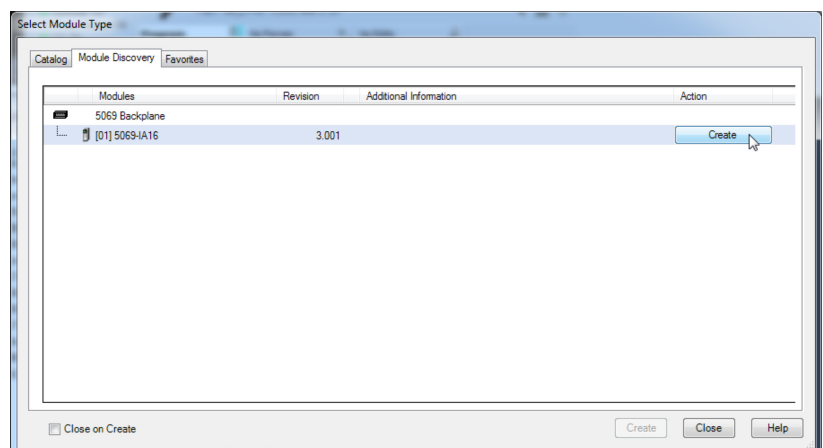 Select Module Type
Catalog Module Discovery Favorites
Modules Revision Additional Information Action
5069 Backplane
[01] 5069-IA16 3.001 Create
Close on Create Create Close Help